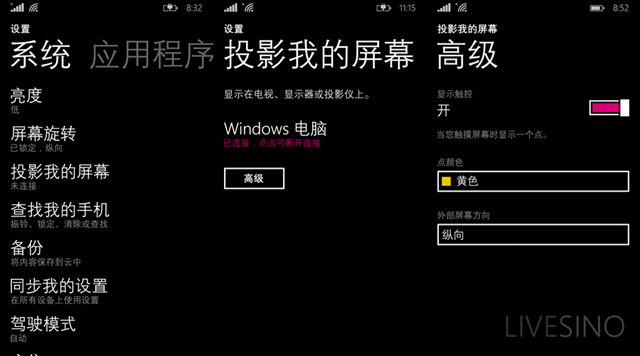 8:32
设置
系统 应用程序
亮度
低
屏幕旋转
已锁定，纵向
投影我的屏幕
未连接
查找我的手机
振铃、锁定、清除或查找
备份
将内容保存到云中
同步我的设置
在所有设备上使用设置
驾驶模式
自动
11:15
设置
投影我的屏幕
显示在电视、显示器或投影仪上。
Windows 电脑
已连接，点击可断开连接
高级
8:52
投影我的屏幕
高级
显示触控
开
当您触摸屏幕时显示一个点。
点颜色
黄色
外部屏幕方向
纵向
LIVESINO